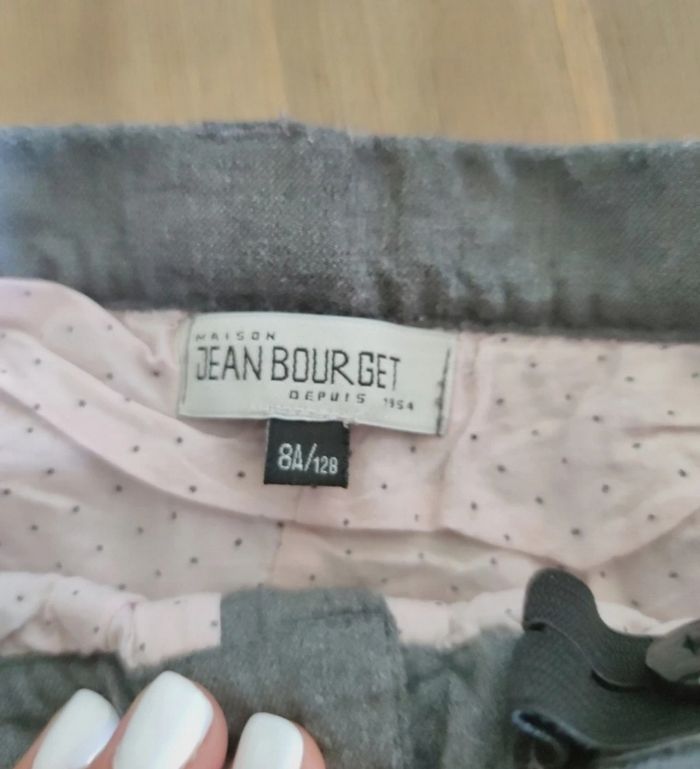 MAISON
JEAN BOURGET
DEPUIS 1954
8A/128